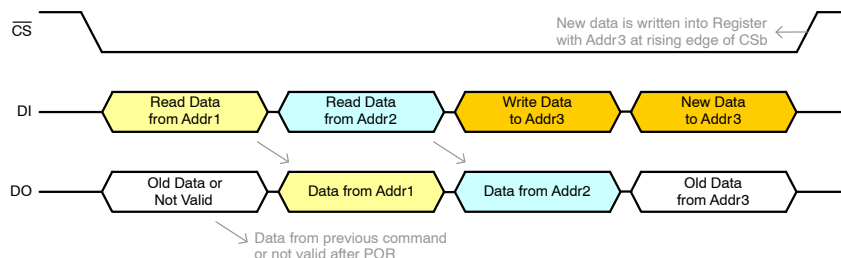 New data is written into Register
CS
with Addr3 at rising edge of CSb
DI
Read Data
from Addr1
Read Data
from Addr2
Write Data
to Addr3
New Data
to Addr3
DO
Old Data or
Not Valid
Data from Addr1
Data from Addr2
Old Data
from Addr3
Data from previous command
or not valid after POR